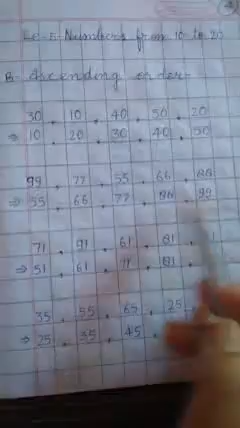 Le-5 Numbers from 10 to 20
B. Ascending order-
30, 10, 40, 50, 20
⇒ 10, 20, 30, 40, 50
99, 77, 55, 66, 88
⇒ 55, 66, 77, 88, 99
71, 91, 61, 81,
⇒ 51, 61, 71, 81,
35, 55, 65, 25
⇒ 25, 35, 45,